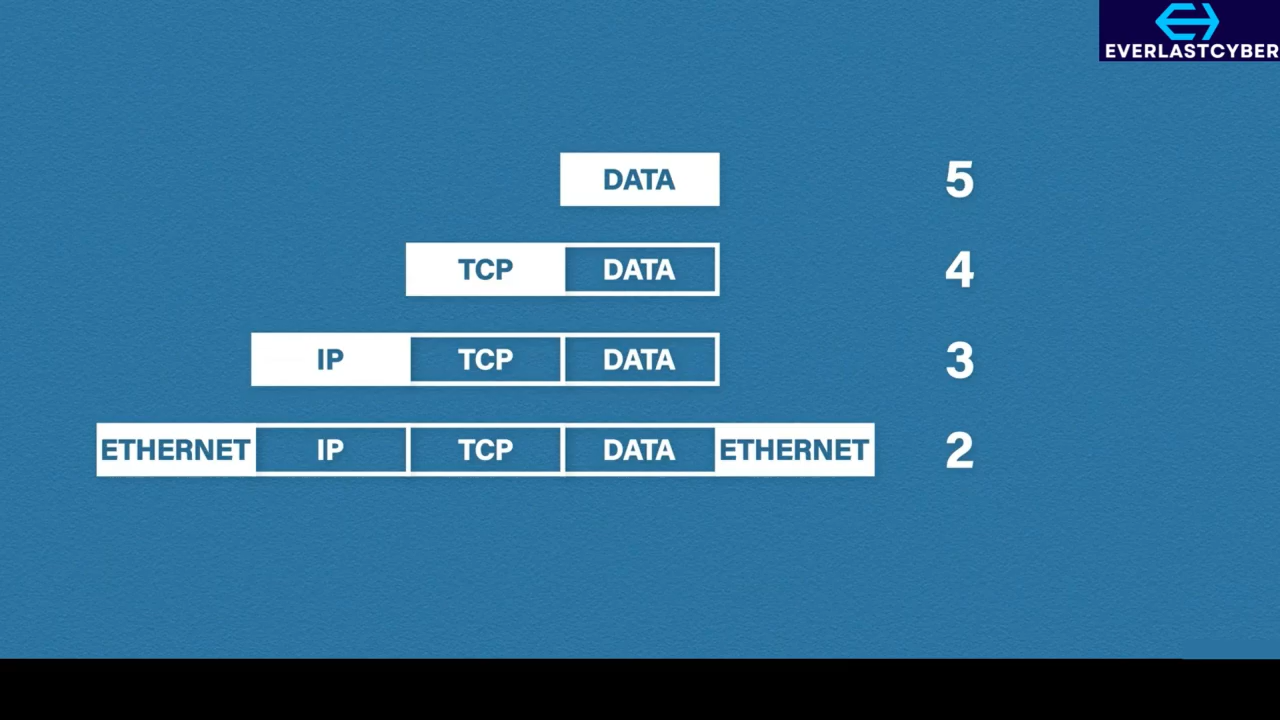 EVERLASTCYBER
DATA 5
TCP DATA 4
IP TCP DATA 3
ETHERNET IP TCP DATA ETHERNET 2